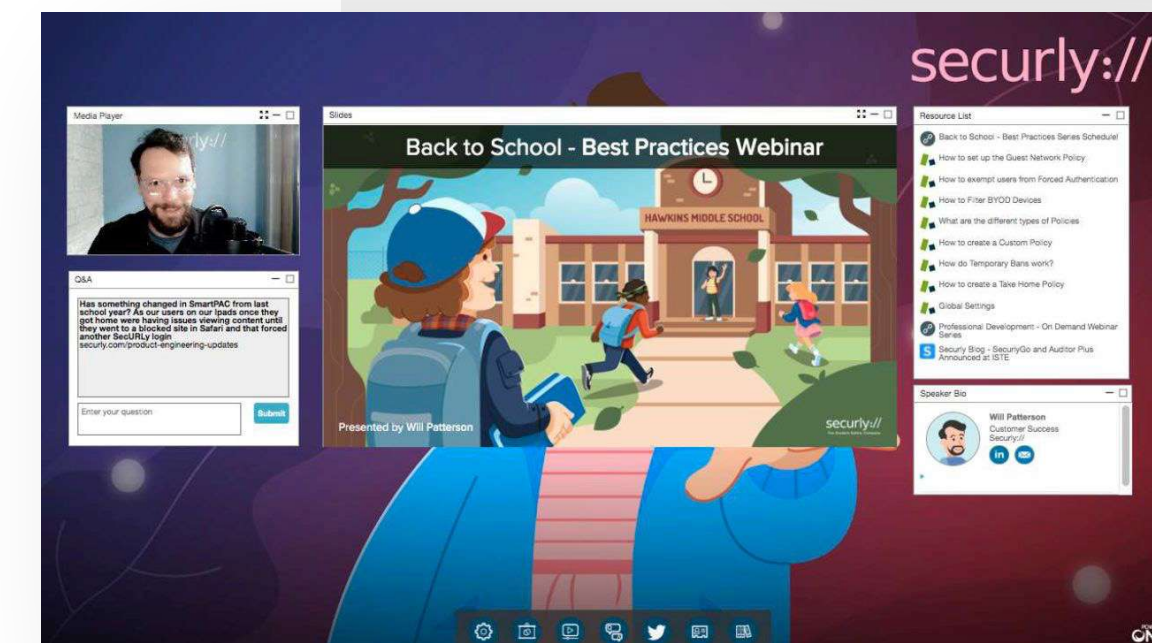 securly://
Media Player
Slides
Resource List
Back to School - Best Practices Webinar
HAWKINS MIDDLE SCHOOL
Presented by Will Patterson
securly://
Q&A
Has something changed in SmartPAC from last
school year? As our users on our Ipads once they
got home were having issues viewing content until
they went to a blocked site in Safari and that forced
another SecURLy login
securly.com/product-engineering-updates
Enter your question
Submit
Back to School - Best Practices Series Schedule!
How to set up the Guest Network Policy
How to exempt users from Forced Authentication
How to Filter BYOD Devices
What are the different types of Policies
How to create a Custom Policy
How do Temporary Bans work?
How to create a Take Home Policy
Global Settings
Professional Development - On Demand Webinar
Series
S
Securly Blog - SecurlyGo and Auditor Plus
Announced at ISTE
Speaker Bio
Will Patterson
Customer Success
Securly://
in